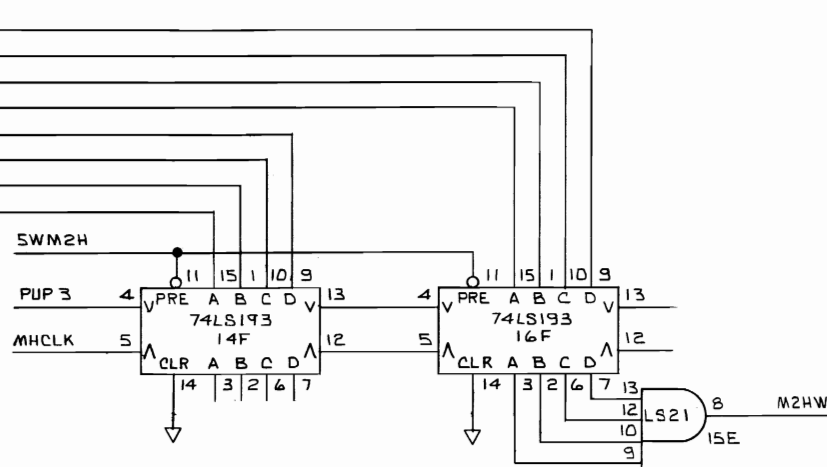 SWM2H
11 15 1 10 9 11 15 1 10 9
PUP 3 4 PRE A B C D 13 4 PRE A B C D 13
74LS193 74LS193
MHCLK 5 14F 12 5 16F 12
CLR A B C D CLR A B C D
14 3 2 6 7 14 3 2 6 7
13
12 LS21 8 M2HW
10 15E
9